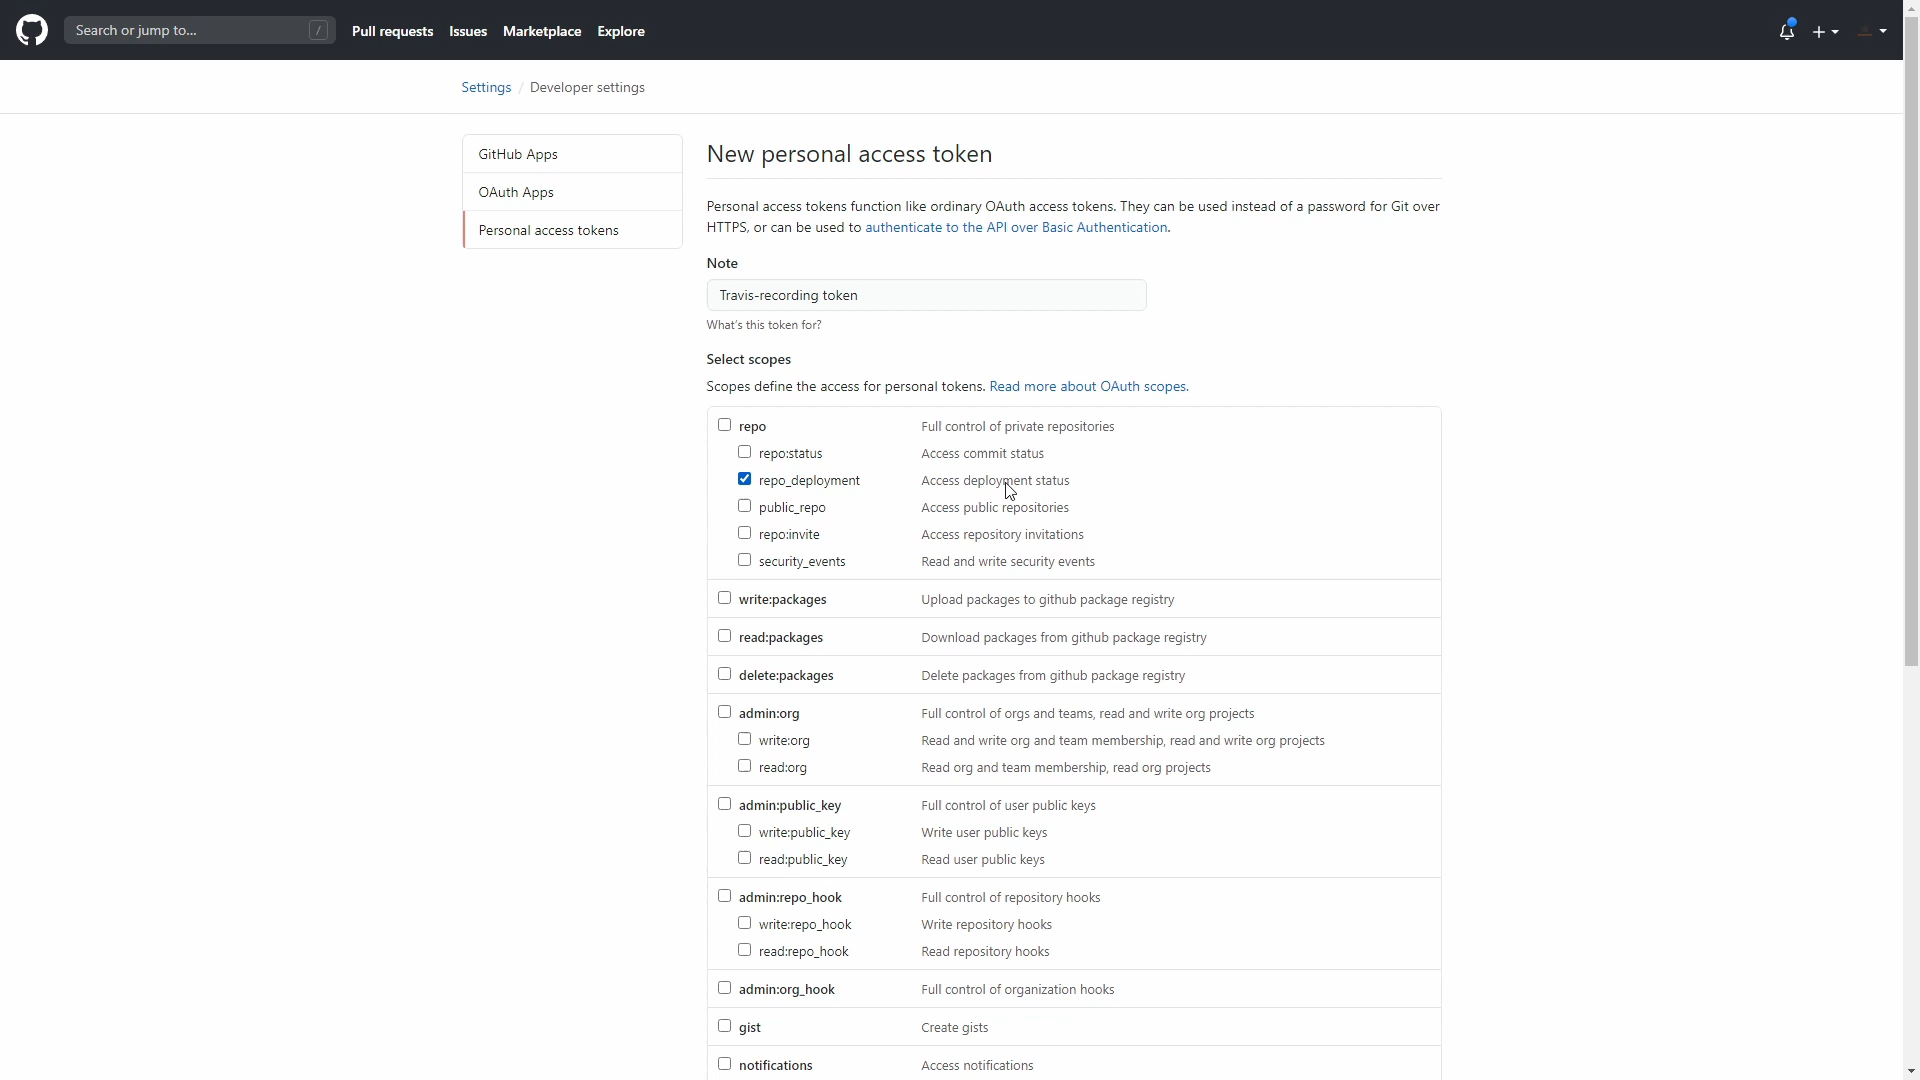 Search or jump to... /
Pull requests Issues Marketplace Explore
Settings / Developer settings
GitHub Apps
OAuth Apps
Personal access tokens
New personal access token
Personal access tokens function like ordinary OAuth access tokens. They can be used instead of a password for Git over
HTTPS, or can be used to authenticate to the API over Basic Authentication.
Note
Travis-recording token
What's this token for?
Select scopes
Scopes define the access for personal tokens. Read more about OAuth scopes.
repo Full control of private repositories
repo:status Access commit status
repo_deployment Access deployment status
public_repo Access public repositories
repo:invite Access repository invitations
security_events Read and write security events
write:packages Upload packages to github package registry
read:packages Download packages from github package registry
delete:packages Delete packages from github package registry
admin:org Full control of orgs and teams, read and write org projects
write:org Read and write org and team membership, read and write org projects
read:org Read org and team membership, read org projects
admin:public_key Full control of user public keys
write:public_key Write user public keys
read:public_key Read user public keys
admin:repo_hook Full control of repository hooks
write:repo_hook Write repository hooks
read:repo_hook Read repository hooks
admin:org_hook Full control of organization hooks
gist Create gists
notifications Access notifications